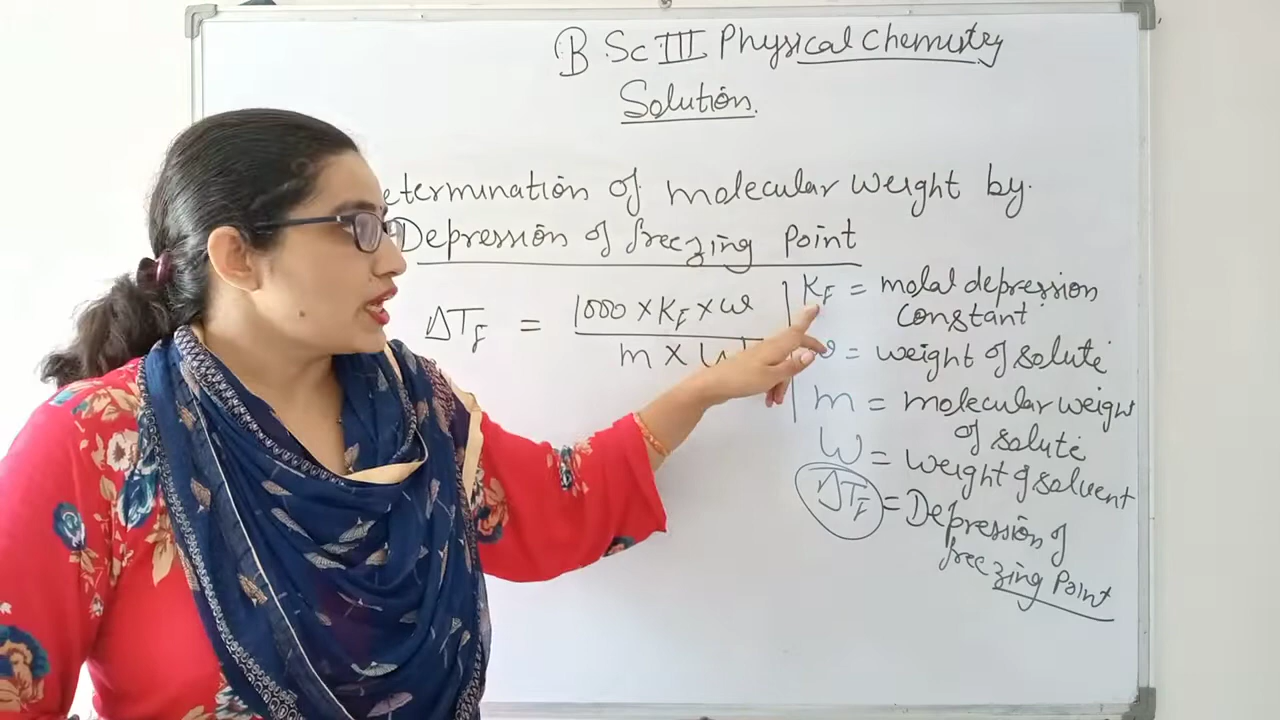 B Sc III Physical Chemistry
Solution.
etermination of molecular weight by.
Depression of freezing Point
ΔTf = 1000 × Kf × w
m × W
Kf = molal depression
Constant
w = weight of solute
m = molecular weight
of solute
W = weight of solvent
ΔTf = Depression of
freezing Point